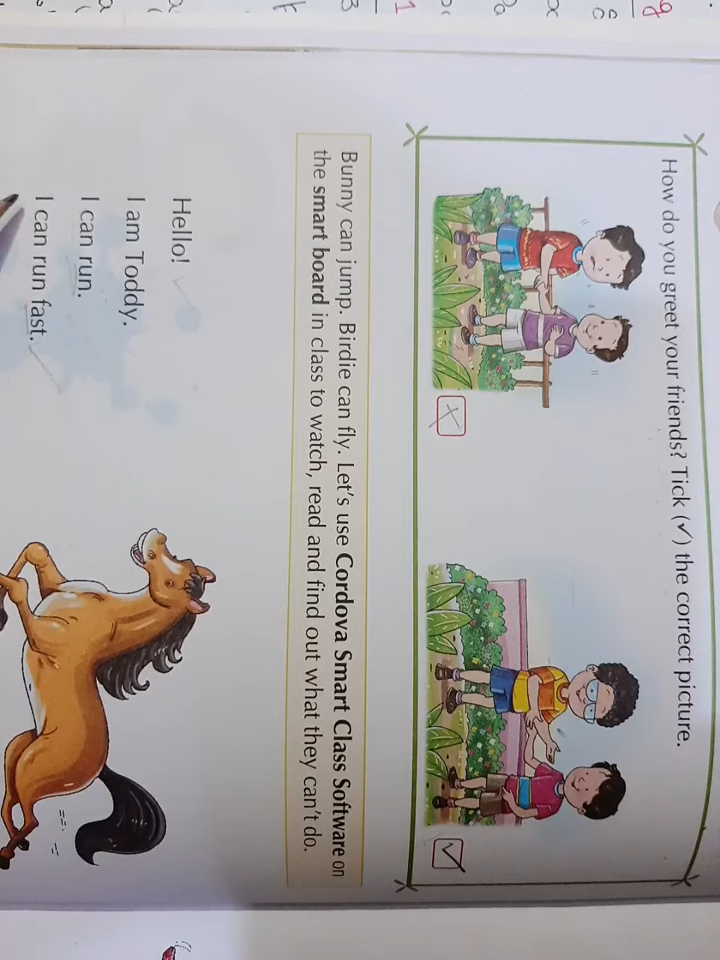 How do you greet your friends? Tick (✓) the correct picture.
Bunny can jump. Birdie can fly. Let's use Cordova Smart Class Software on
the smart board in class to watch, read and find out what they can't do.
Hello!
I am Toddy.
I can run.
I can run fast.